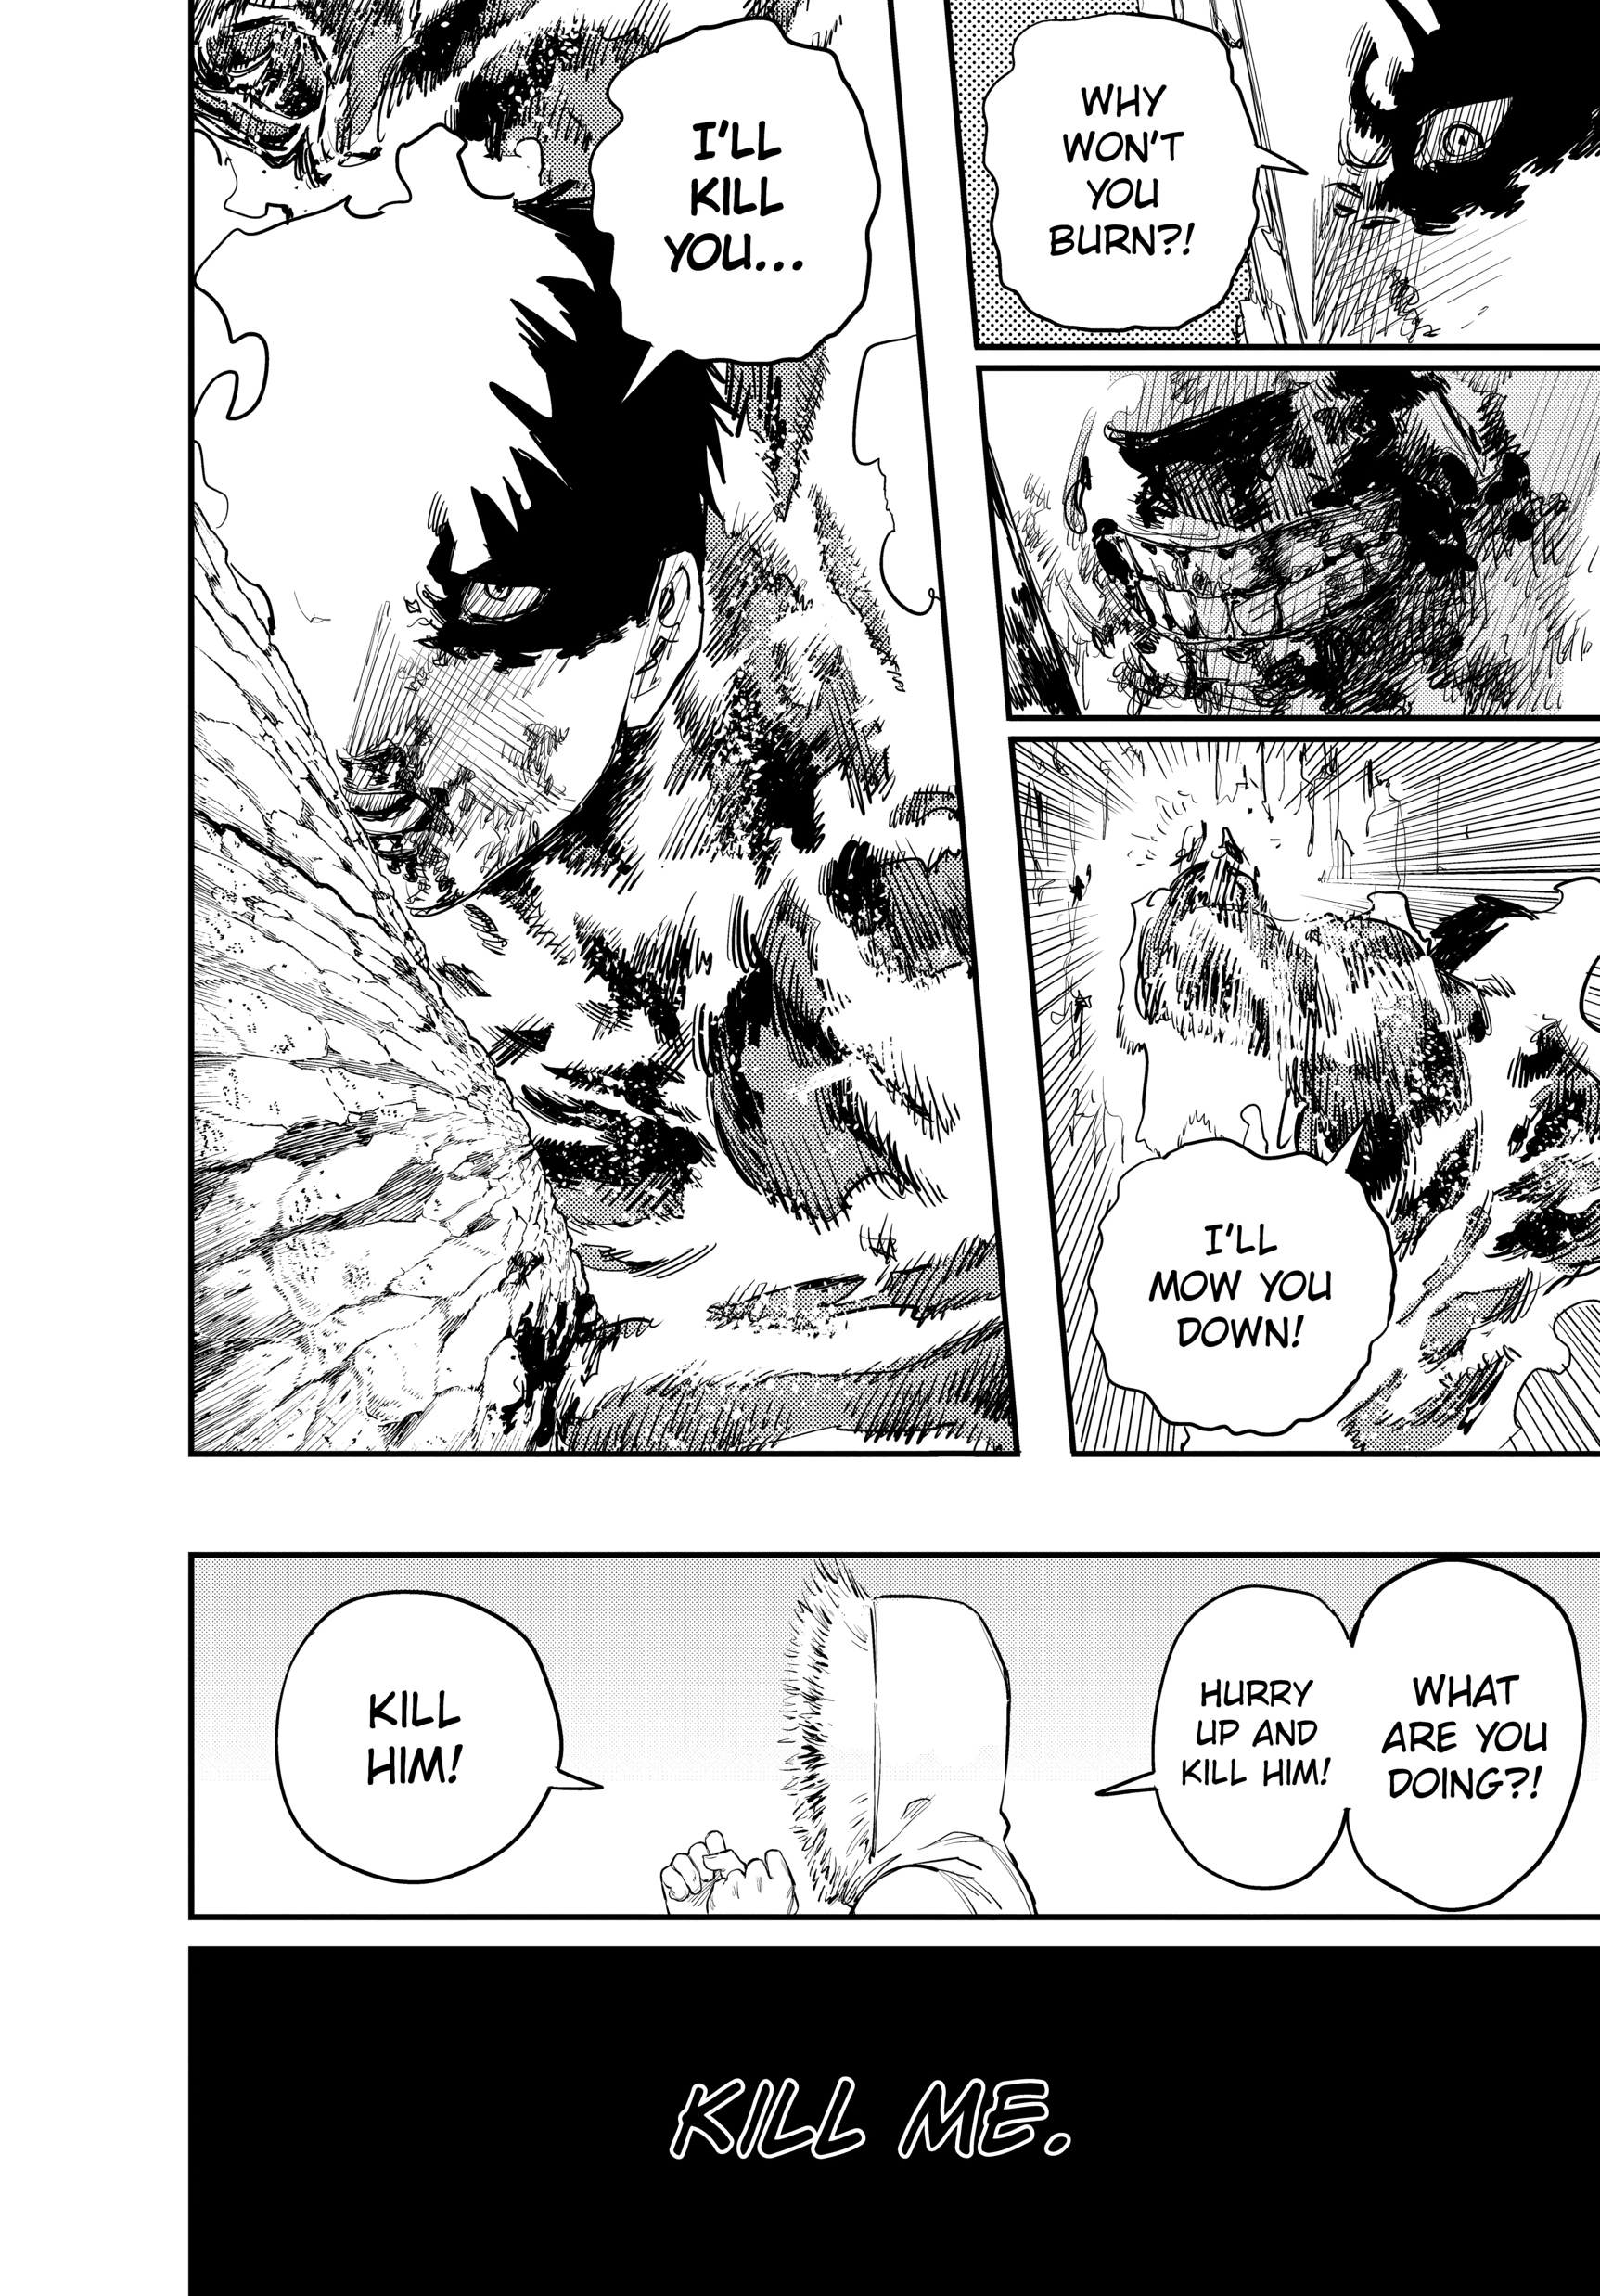 WHY
WON'T
YOU
BURN?!
I'LL
MOW YOU
DOWN!
I'LL
KILL
YOU...
WHAT
ARE YOU
DOING?!
HURRY
UP AND
KILL HIM!
KILL
HIM!
KILL ME.